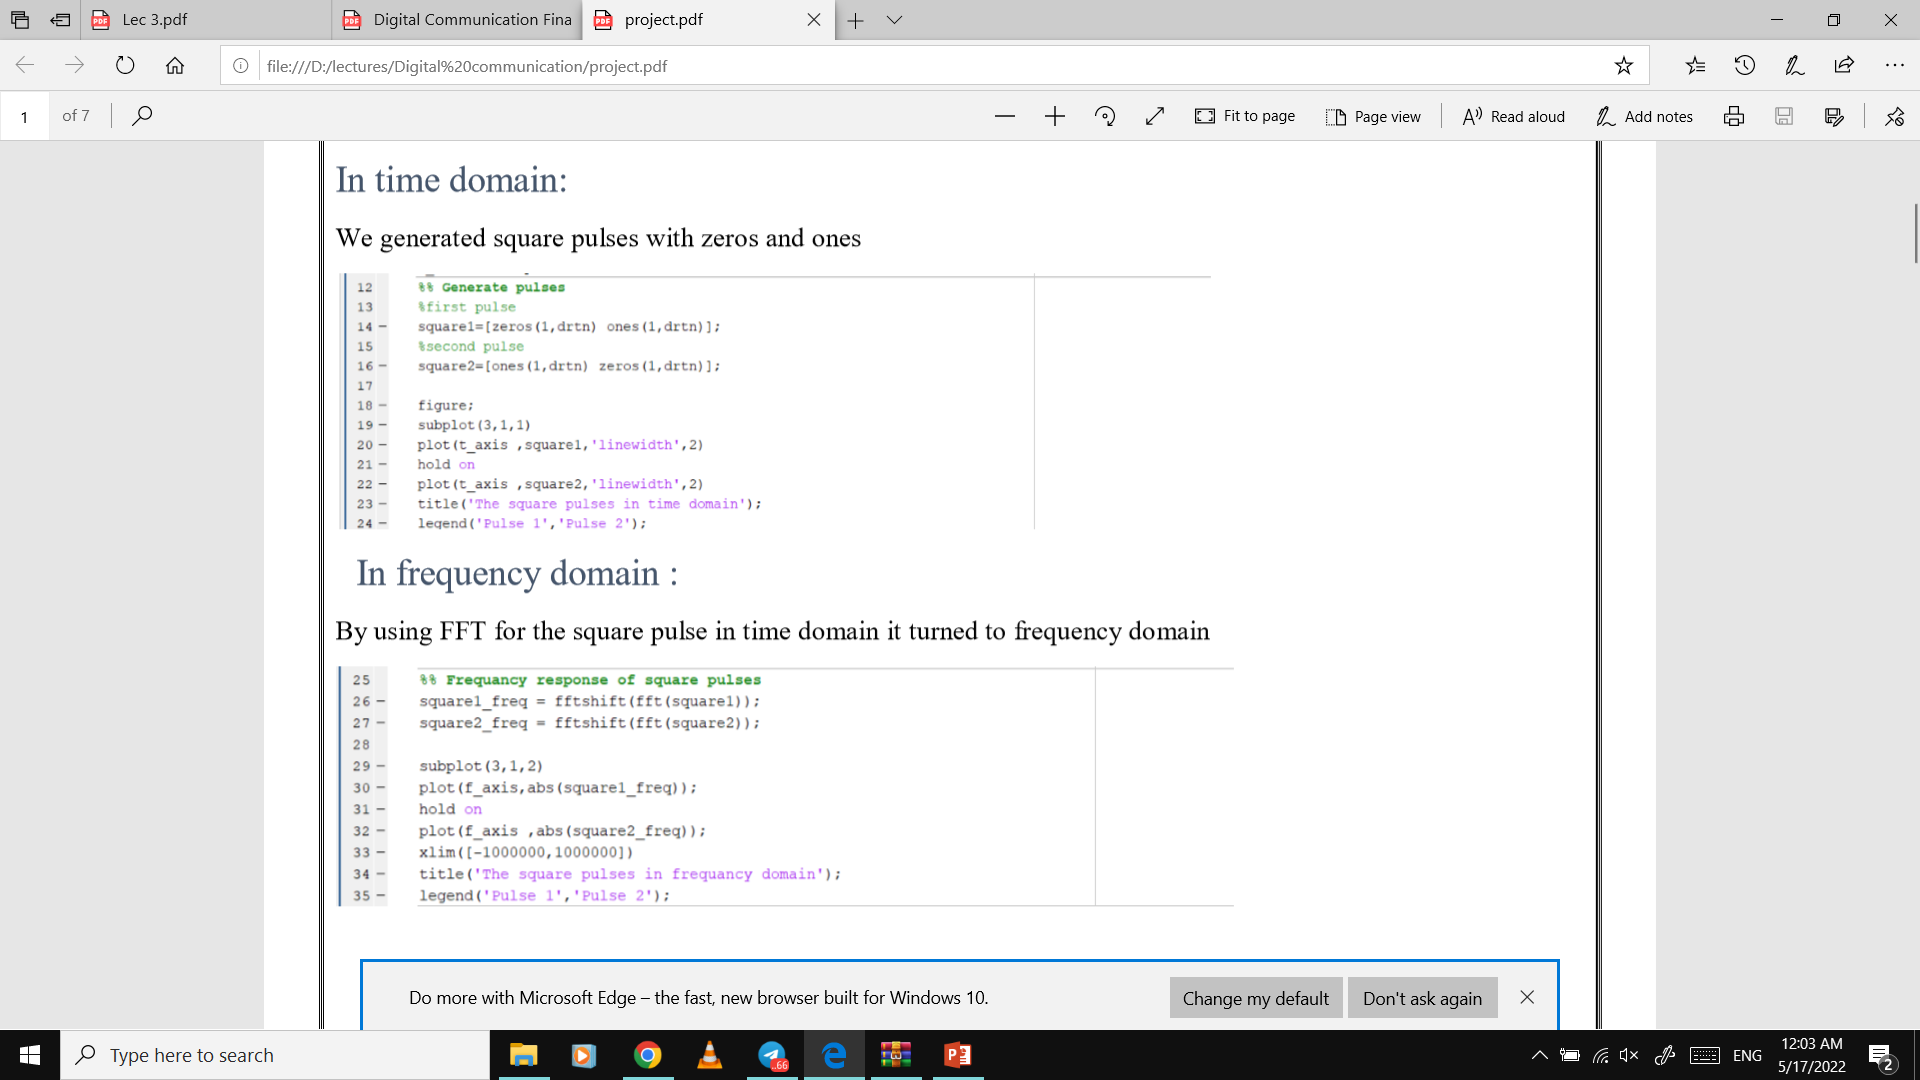 Lec 3.pdf
Digital Communication Fina
project.pdf
file:///D:/lectures/Digital%20communication/project.pdf
1 of 7
Fit to page
Page view
Read aloud
Add notes
In time domain:
We generated square pulses with zeros and ones
12 %% Generate pulses
13 %first pulse
14 - square1=[zeros(1,drtn) ones(1,drtn)];
15 %second pulse
16 - square2=[ones(1,drtn) zeros(1,drtn)];
17
18 - figure;
19 - subplot(3,1,1)
20 - plot(t_axis ,square1,'linewidth',2)
21 - hold on
22 - plot(t_axis ,square2,'linewidth',2)
23 - title('The square pulses in time domain');
24 - legend('Pulse 1','Pulse 2');
In frequency domain :
By using FFT for the square pulse in time domain it turned to frequency domain
25 %% Frequancy response of square pulses
26 - square1_freq = fftshift(fft(square1));
27 - square2_freq = fftshift(fft(square2));
28
29 - subplot(3,1,2)
30 - plot(f_axis,abs(square1_freq));
31 - hold on
32 - plot(f_axis ,abs(square2_freq));
33 - xlim([-1000000,1000000])
34 - title('The square pulses in frequancy domain');
35 - legend('Pulse 1','Pulse 2');
Do more with Microsoft Edge – the fast, new browser built for Windows 10.
Change my default
Don't ask again
Type here to search
..66
ENG
12:03 AM
5/17/2022
2